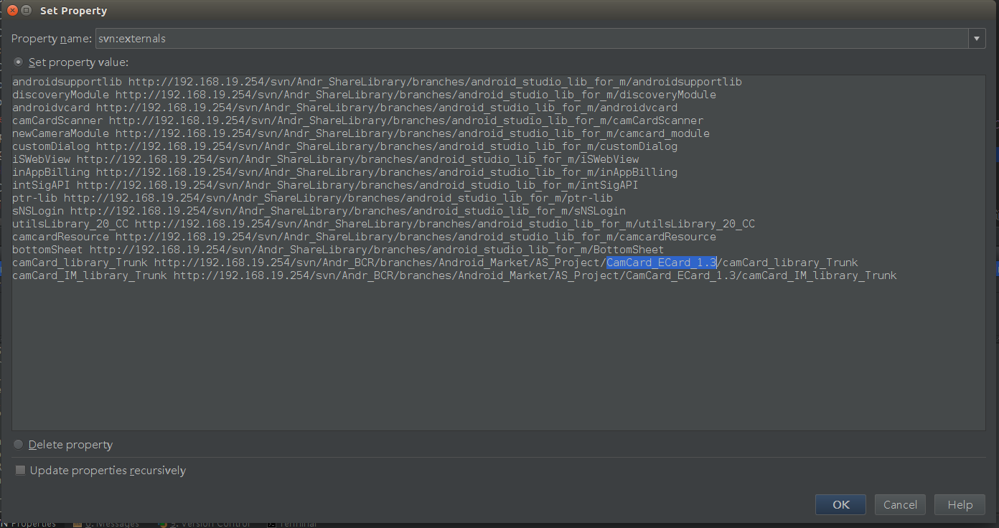 Set Property
Property name: svn:externals
Set property value:
androidsupportlib http://192.168.19.254/svn/Andr_ShareLibrary/branches/android_studio_lib_for_m/androidsupportlib
discoveryModule http://192.168.19.254/svn/Andr_ShareLibrary/branches/android_studio_lib_for_m/discoveryModule
androidvcard http://192.168.19.254/svn/Andr_ShareLibrary/branches/android_studio_lib_for_m/androidvcard
camCardScanner http://192.168.19.254/svn/Andr_ShareLibrary/branches/android_studio_lib_for_m/camCardScanner
newCameraModule http://192.168.19.254/svn/Andr_ShareLibrary/branches/android_studio_lib_for_m/camcard_module
customDialog http://192.168.19.254/svn/Andr_ShareLibrary/branches/android_studio_lib_for_m/customDialog
iSWebView http://192.168.19.254/svn/Andr_ShareLibrary/branches/android_studio_lib_for_m/iSWebView
inAppBilling http://192.168.19.254/svn/Andr_ShareLibrary/branches/android_studio_lib_for_m/inAppBilling
intSigAPI http://192.168.19.254/svn/Andr_ShareLibrary/branches/android_studio_lib_for_m/intSigAPI
ptr-lib http://192.168.19.254/svn/Andr_ShareLibrary/branches/android_studio_lib_for_m/ptr-lib
sNSLogin http://192.168.19.254/svn/Andr_ShareLibrary/branches/android_studio_lib_for_m/sNSLogin
utilsLibrary_20_CC http://192.168.19.254/svn/Andr_ShareLibrary/branches/android_studio_lib_for_m/utilsLibrary_20_CC
camcardResource http://192.168.19.254/svn/Andr_ShareLibrary/branches/android_studio_lib_for_m/camcardResource
bottomSheet http://192.168.19.254/svn/Andr_ShareLibrary/branches/android_studio_lib_for_m/BottomSheet
camCard_library_Trunk http://192.168.19.254/svn/Andr_BCR/branches/Android_Market/AS_Project/CamCard_ECard_1.3/camCard_library_Trunk
camCard_IM_library_Trunk http://192.168.19.254/svn/Andr_BCR/branches/Android_Market/AS_Project/CamCard_ECard_1.3/camCard_IM_library_Trunk
Delete property
Update properties recursively
OK Cancel Help
N Properties 0: Messages 9: Version Control Terminal